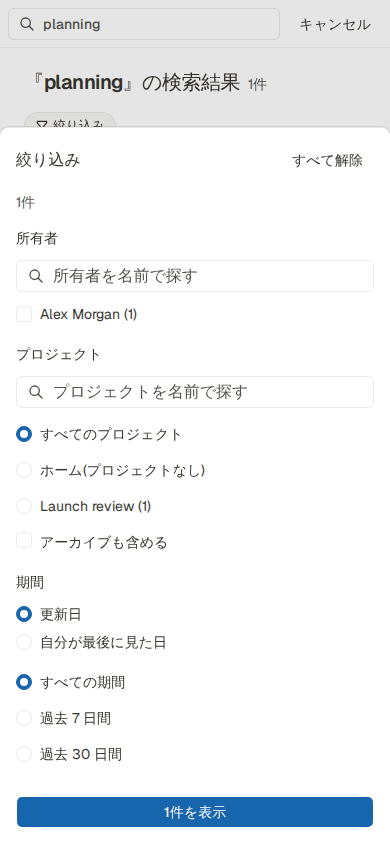 planning
キャンセル
『planning』の検索結果 1件
絞り込み
絞り込み
すべて解除
1件
所有者
所有者を名前で探す
Alex Morgan (1)
プロジェクト
プロジェクトを名前で探す
すべてのプロジェクト
ホーム(プロジェクトなし)
Launch review (1)
アーカイブも含める
期間
更新日
自分が最後に見た日
すべての期間
過去 7 日間
過去 30 日間
1件を表示